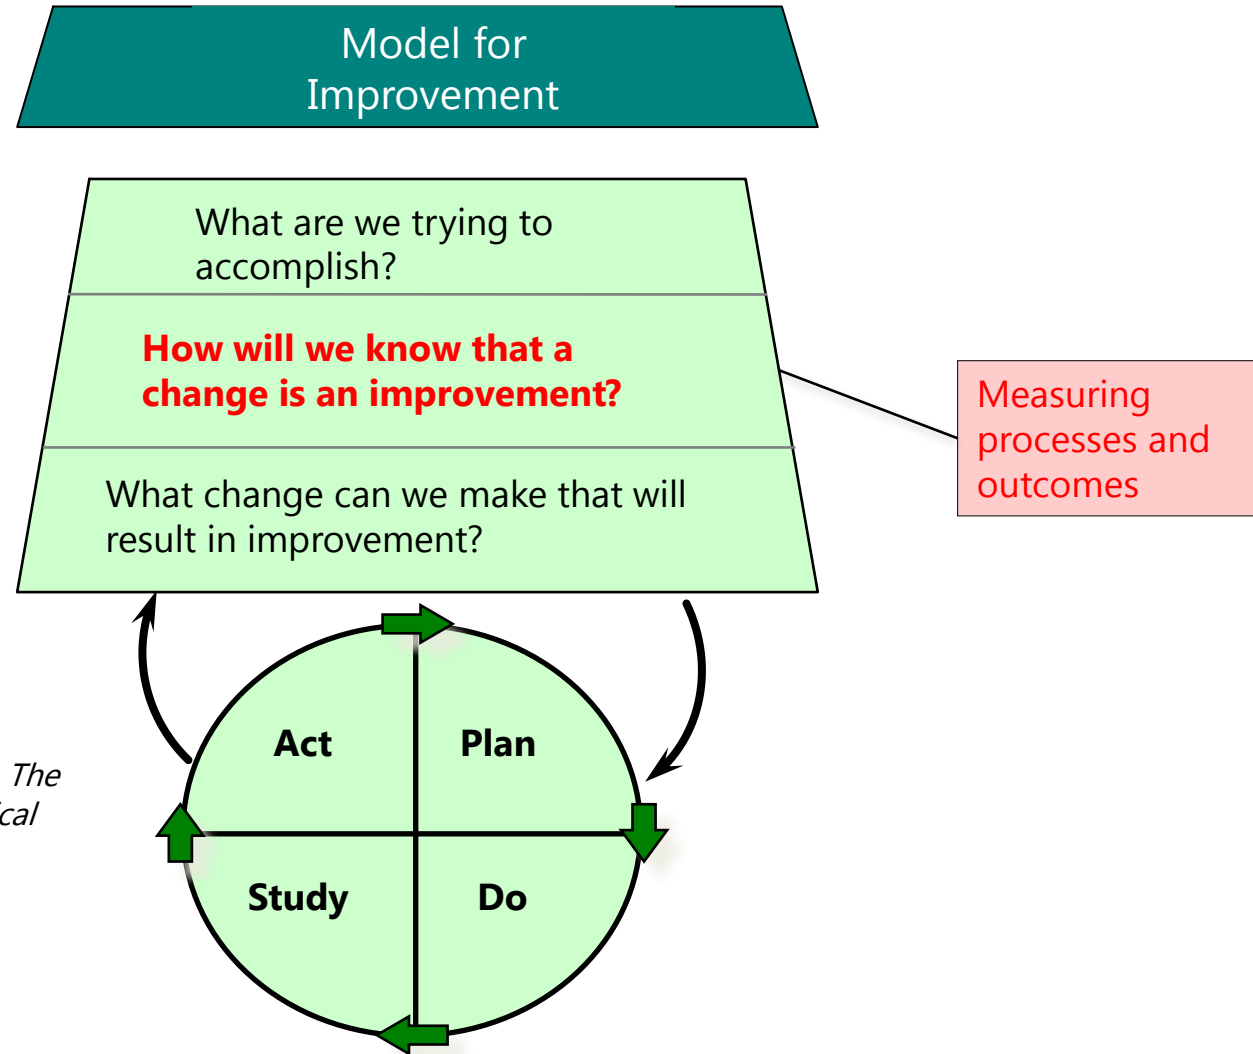 Model for
Improvement
What are we trying to
accomplish?
How will we know that a
change is an improvement?
Measuring
processes and
outcomes
What change can we make that will
result in improvement?
Act
Plan
The
ical
Study
Do